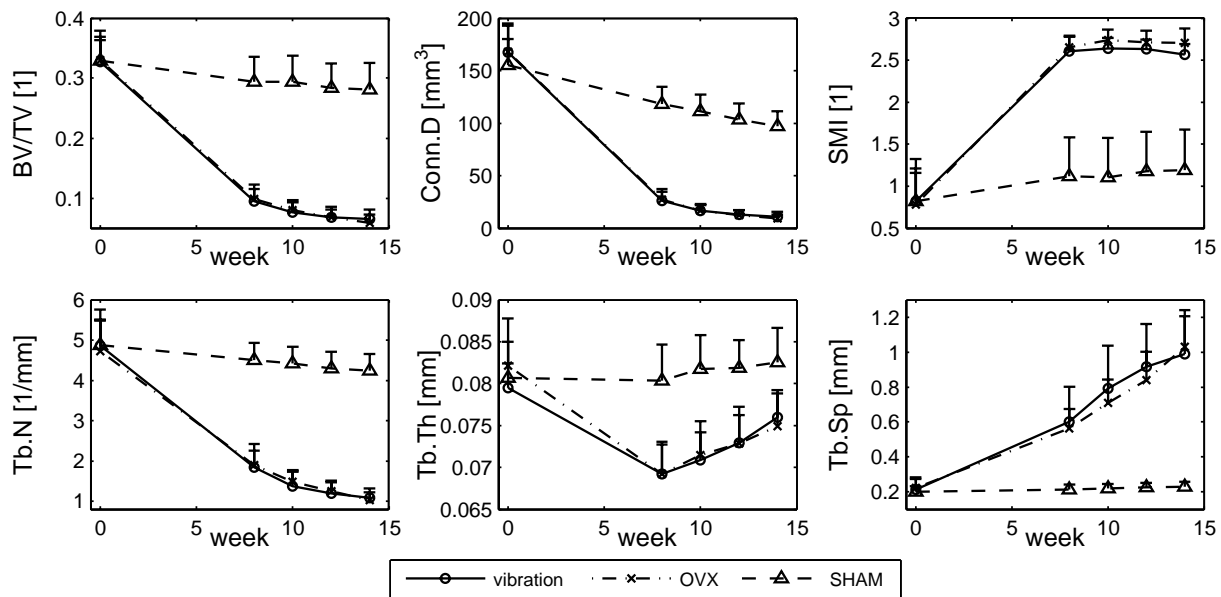 0.4
0.3
0.2
0.1
BV/TV [1]
0 5 10 15
week
200
150
100
50
0
Conn.D [mm³]
0 5 10 15
week
3
2.5
2
1.5
1
0.5
SMI [1]
0 5 10 15
week
6
5
4
3
2
1
Tb.N [1/mm]
0 5 10 15
week
0.09
0.085
0.08
0.075
0.07
0.065
Tb.Th [mm]
0 5 10 15
week
1.2
1
0.8
0.6
0.4
0.2
Tb.Sp [mm]
0 5 10 15
week
vibration OVX SHAM